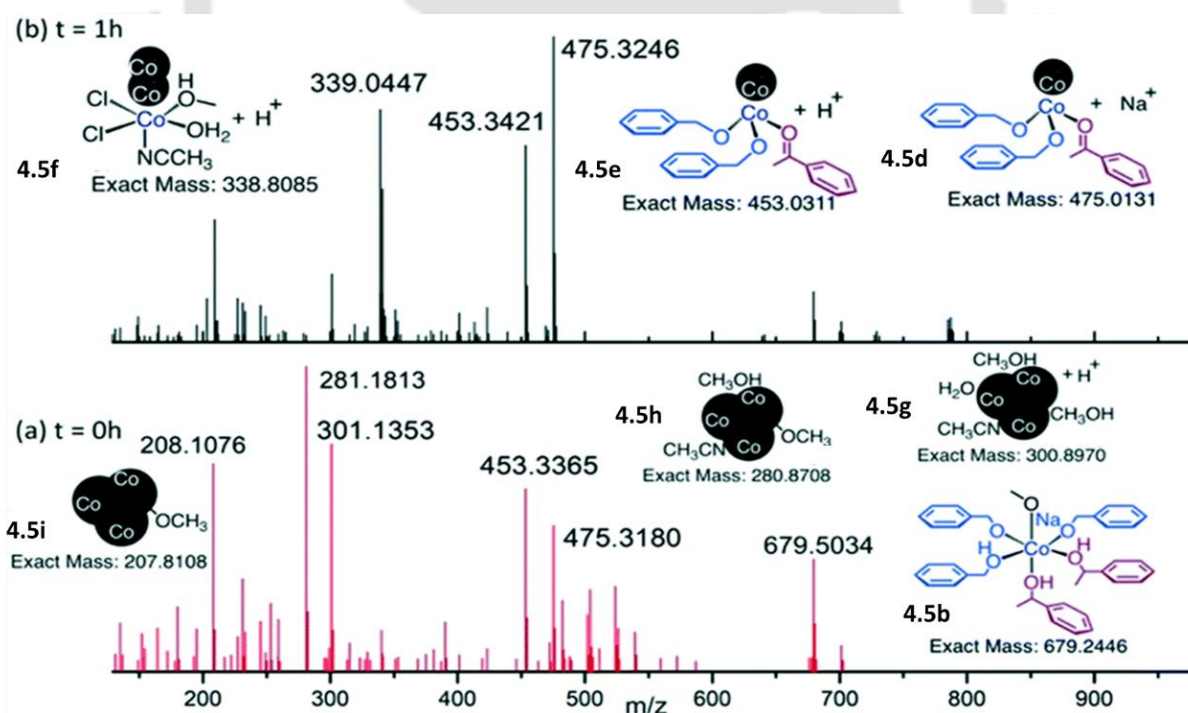 (b) t = 1h
Co
Co
H
O
Cl
Cl
Co
OH2
+ H+
NCCH3
4.5f
Exact Mass: 338.8085
339.0447
453.3421
475.3246
Co
Co
+ H+
O
O
O
4.5e
Exact Mass: 453.0311
Co
Co
+ Na+
O
O
O
4.5d
Exact Mass: 475.0131
(a) t = 0h
208.1076
281.1813
301.1353
453.3365
475.3180
679.5034
Co
Co
Co
OCH3
4.5i
Exact Mass: 207.8108
CH3OH
Co
Co
Co
OCH3
CH3CN
4.5h
Exact Mass: 280.8708
CH3OH
+ H+
H2O
Co
Co
Co
CH3OH
CH3CN
4.5g
Exact Mass: 300.8970
O
Na
O
O
H
Co
H
O
O
OH
4.5b
Exact Mass: 679.2446
200 300 400 500 600 700 800 900
m/z